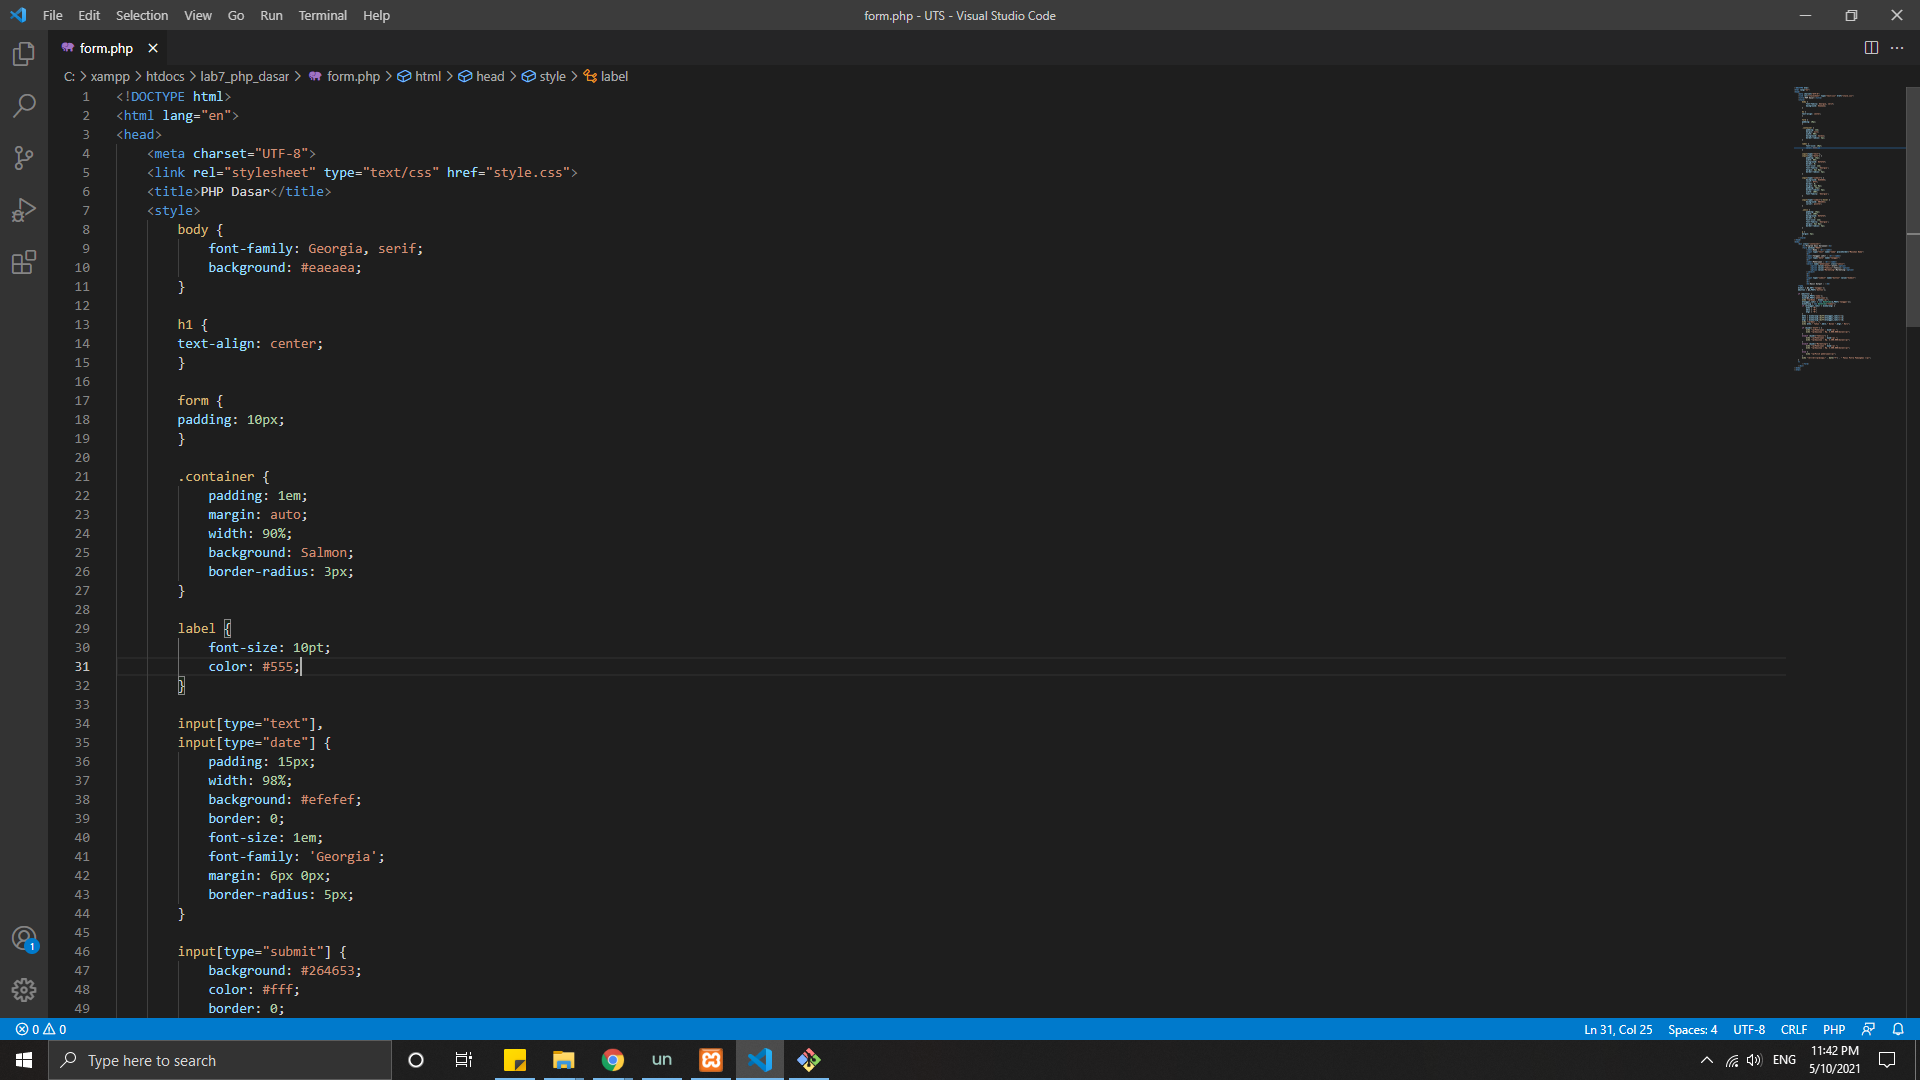 File Edit Selection View Go Run Terminal Help
form.php - UTS - Visual Studio Code
form.php
C: > xampp > htdocs > lab7_php_dasar > form.php > html > head > style > label
1 <!DOCTYPE html>
2 <html lang="en">
3 <head>
4 <meta charset="UTF-8">
5 <link rel="stylesheet" type="text/css" href="style.css">
6 <title>PHP Dasar</title>
7 <style>
8 body {
9 font-family: Georgia, serif;
10 background: #eaeaea;
11 }
12
13 h1 {
14 text-align: center;
15 }
16
17 form {
18 padding: 10px;
19 }
20
21 .container {
22 padding: 1em;
23 margin: auto;
24 width: 90%;
25 background: Salmon;
26 border-radius: 3px;
27 }
28
29 label {
30 font-size: 10pt;
31 color: #555;
32 }
33
34 input[type="text"],
35 input[type="date"] {
36 padding: 15px;
37 width: 98%;
38 background: #efefef;
39 border: 0;
40 font-size: 1em;
41 font-family: 'Georgia';
42 margin: 6px 0px;
43 border-radius: 5px;
44 }
45
46 input[type="submit"] {
47 background: #264653;
48 color: #fff;
49 border: 0;
1
0 0
Ln 31, Col 25 Spaces: 4 UTF-8 CRLF PHP
Type here to search
un
ENG
11:42 PM
5/10/2021